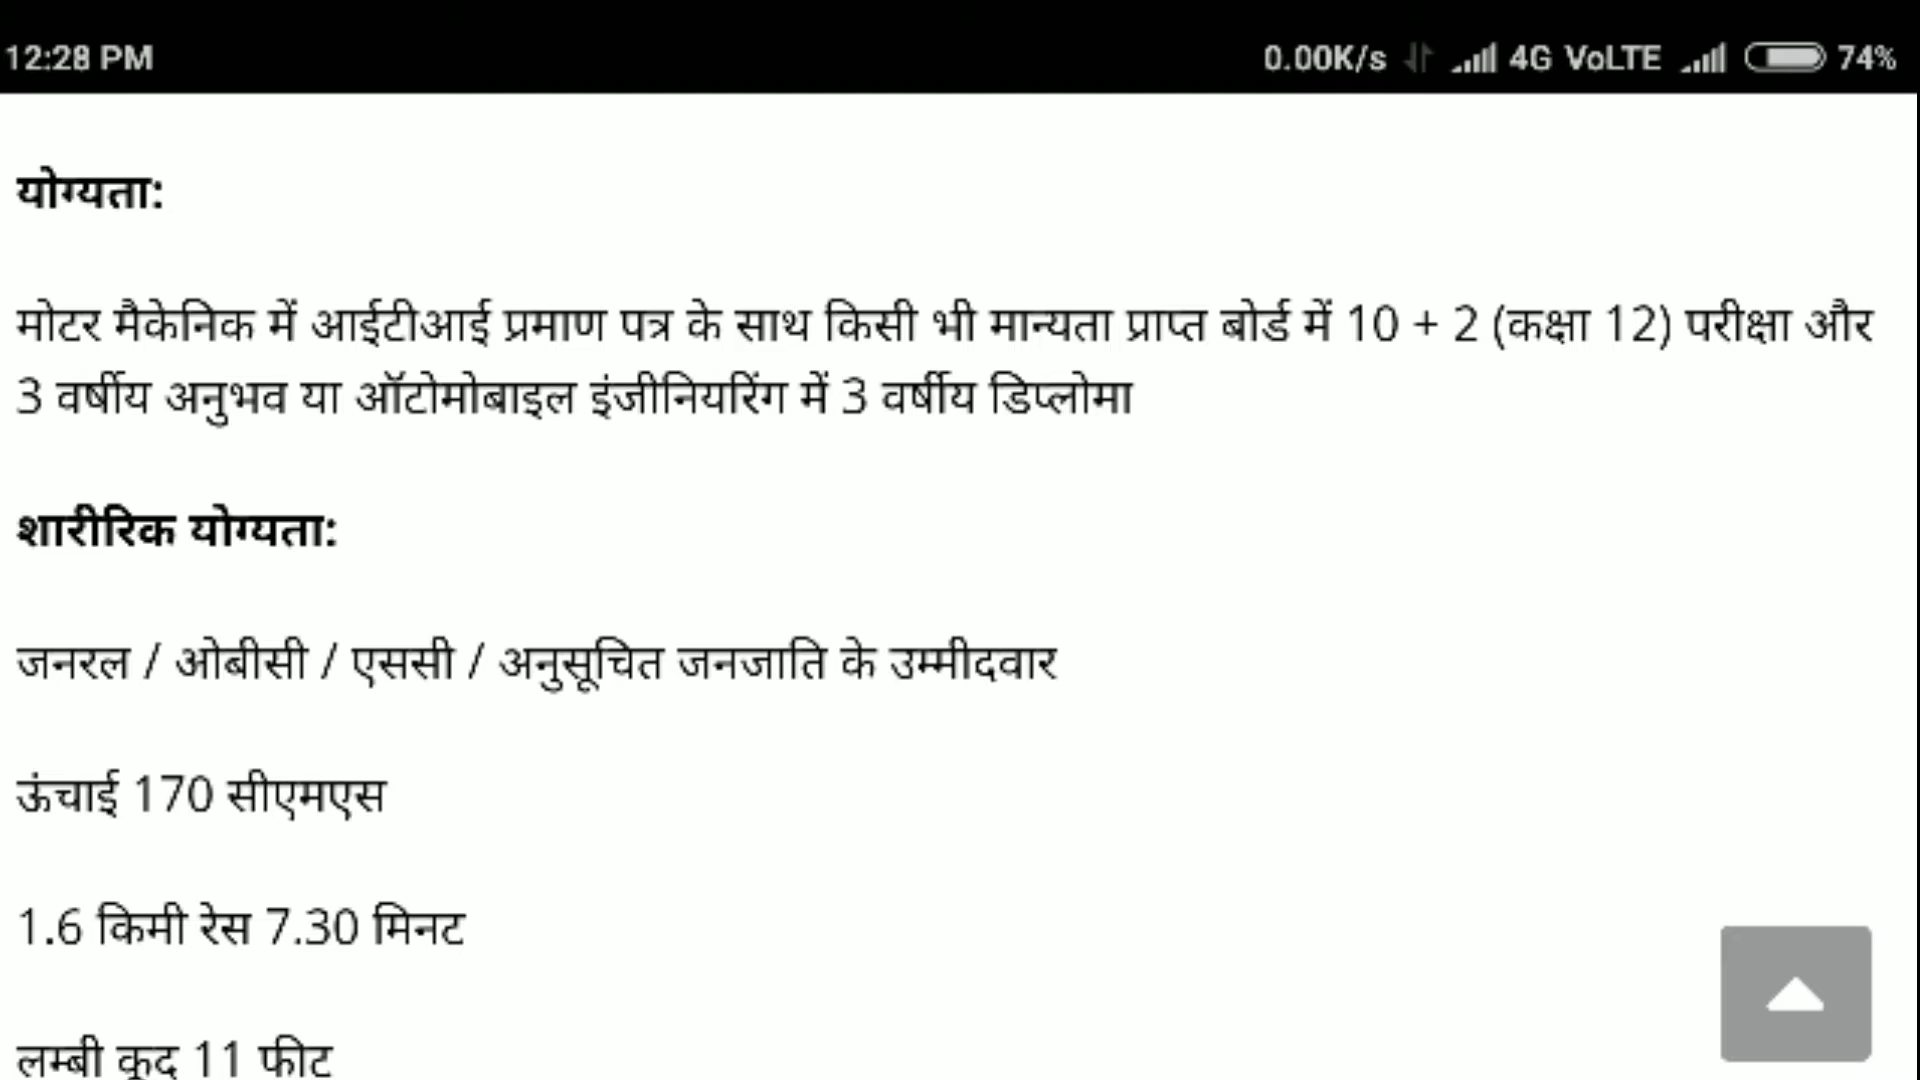 12:28 PM 0.00K/s 4G VoLTE 74%
योग्यता:
मोटर मैकेनिक में आईटीआई प्रमाण पत्र के साथ किसी भी मान्यता प्राप्त बोर्ड में 10 + 2 (कक्षा 12) परीक्षा और
3 वर्षीय अनुभव या ऑटोमोबाइल इंजीनियरिंग में 3 वर्षीय डिप्लोमा
शारीरिक योग्यता:
जनरल / ओबीसी / एससी / अनुसूचित जनजाति के उम्मीदवार
ऊंचाई 170 सीएमएस
1.6 किमी रेस 7.30 मिनट
लम्बी कूद 11 फीट